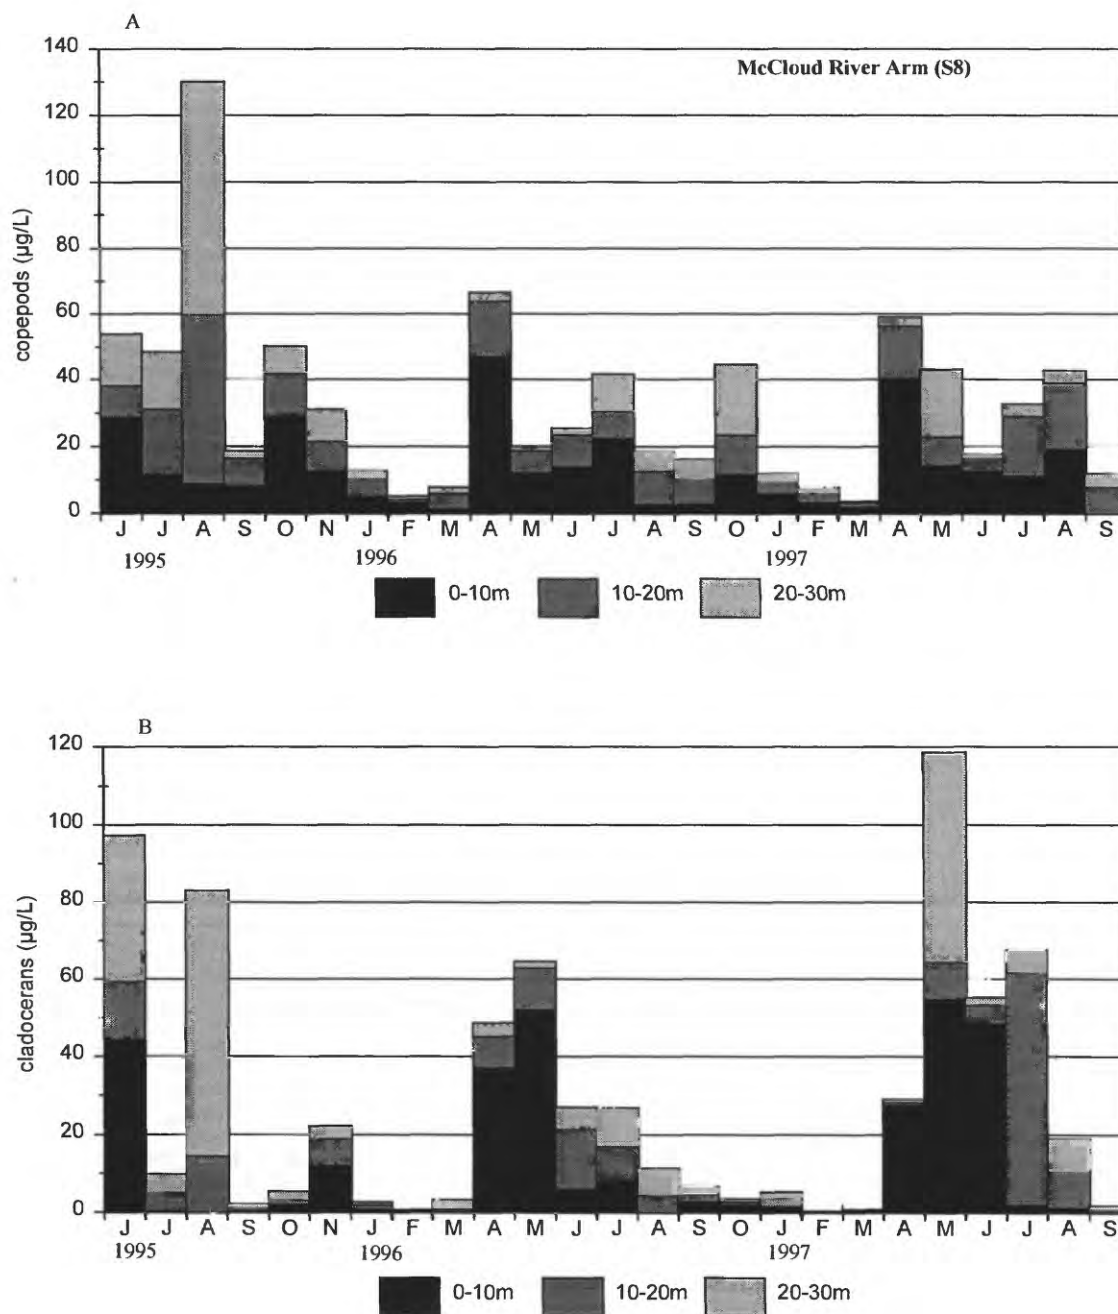 A
McCloud River Arm (S8)
copepods (µg/L)
140
120
100
80
60
40
20
0
J J A S O N J F M A M J J A S O J F M A M J J A S
1995 1996 1997
0-10m 10-20m 20-30m
B
cladocerans (µg/L)
120
100
80
60
40
20
0
J J A S O N J F M A M J J A S O J F M A M J J A S
1995 1996 1997
0-10m 10-20m 20-30m